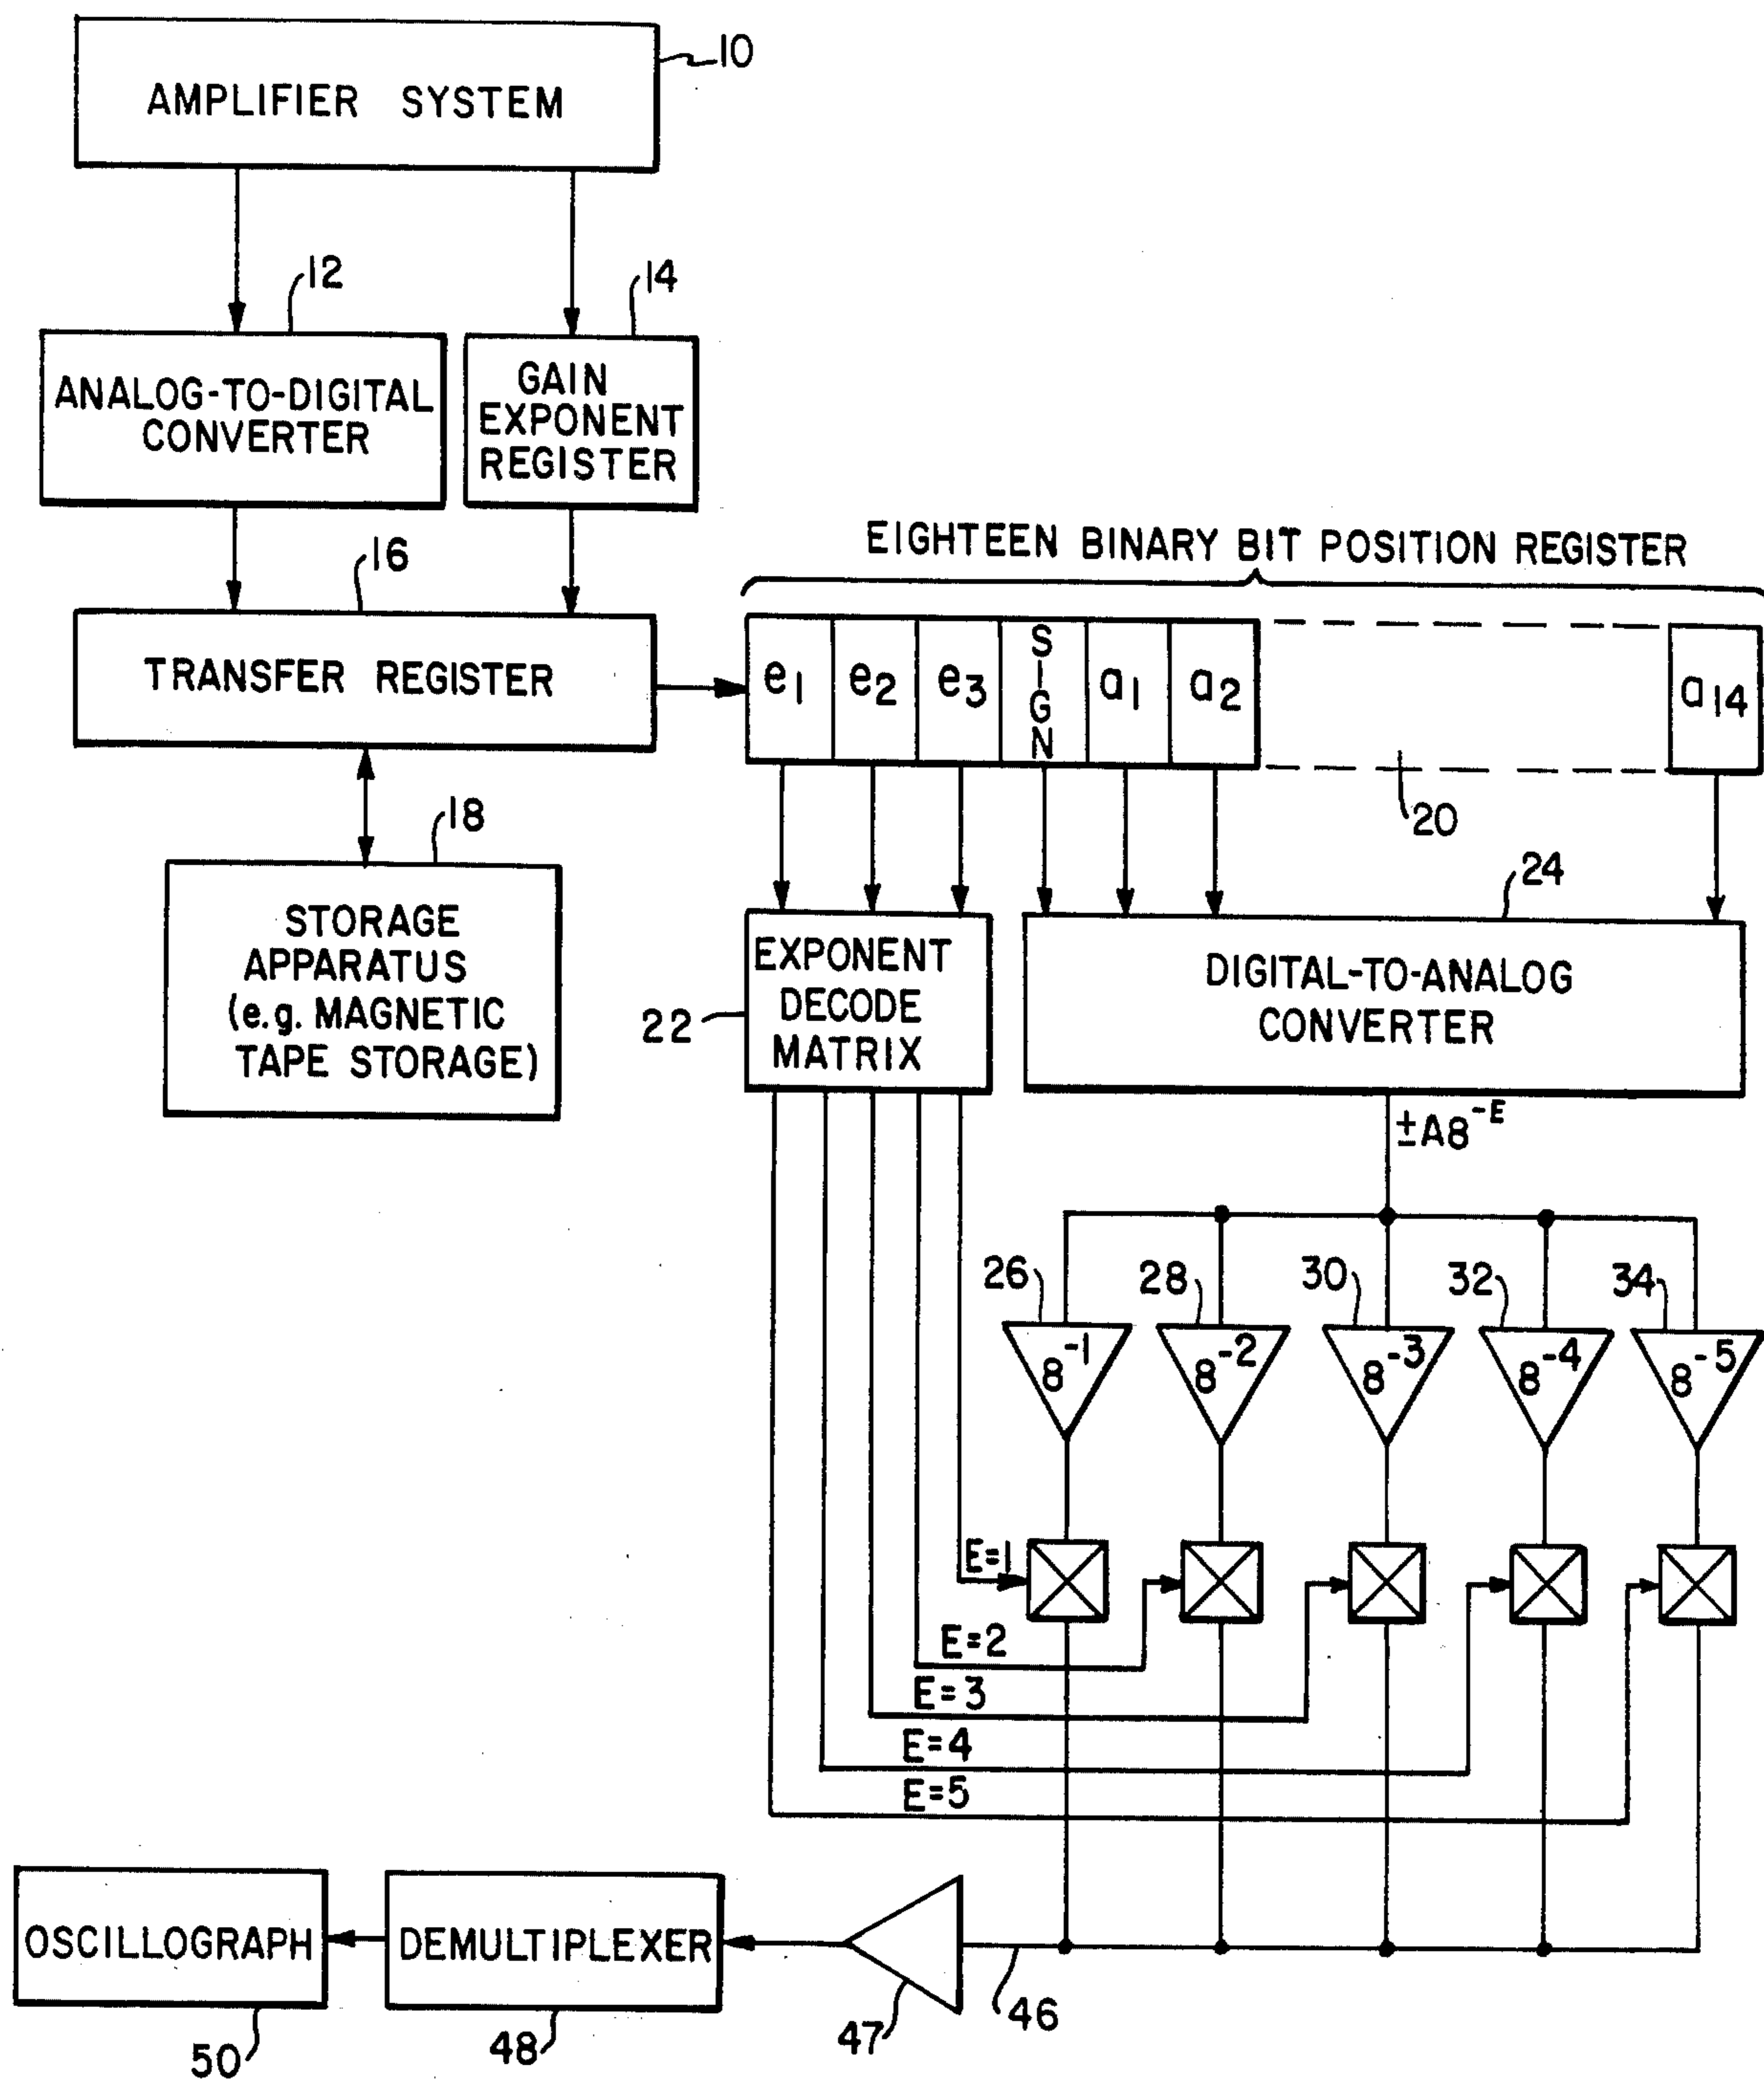 10
AMPLIFIER SYSTEM
12
14
ANALOG-TO-DIGITAL
CONVERTER
GAIN
EXPONENT
REGISTER
EIGHTEEN BINARY BIT POSITION REGISTER
16
TRANSFER REGISTER
e1 e2 e3 SIGN a1 a2 a14
20
18
STORAGE
APPARATUS
(e.g. MAGNETIC
TAPE STORAGE)
24
EXPONENT
DECODE
MATRIX
22
DIGITAL-TO-ANALOG
CONVERTER
±A8^-E
26 28 30 32 34
8^-1 8^-2 8^-3 8^-4 8^-5
E=1
E=2
E=3
E=4
E=5
OSCILLOGRAPH
DEMULTIPLEXER
50
48
47
46